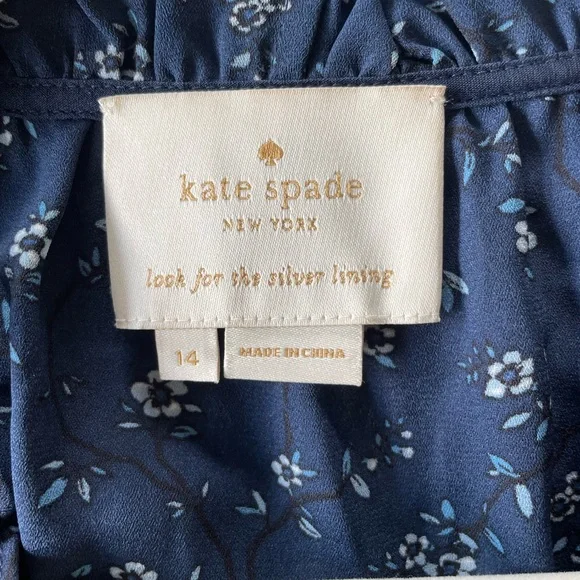 kate spade
NEW YORK
look for the silver lining
14
MADE IN CHINA